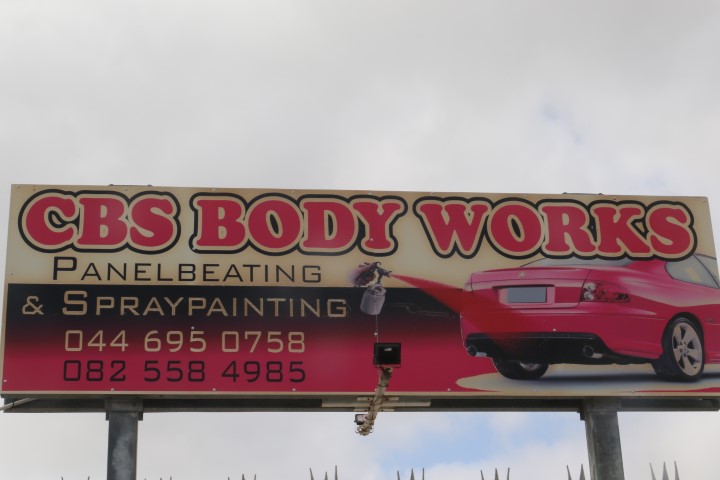 CBS BODY WORKS
PANELBEATING
& SPRAYPAINTING
044 695 0758
082 558 4985